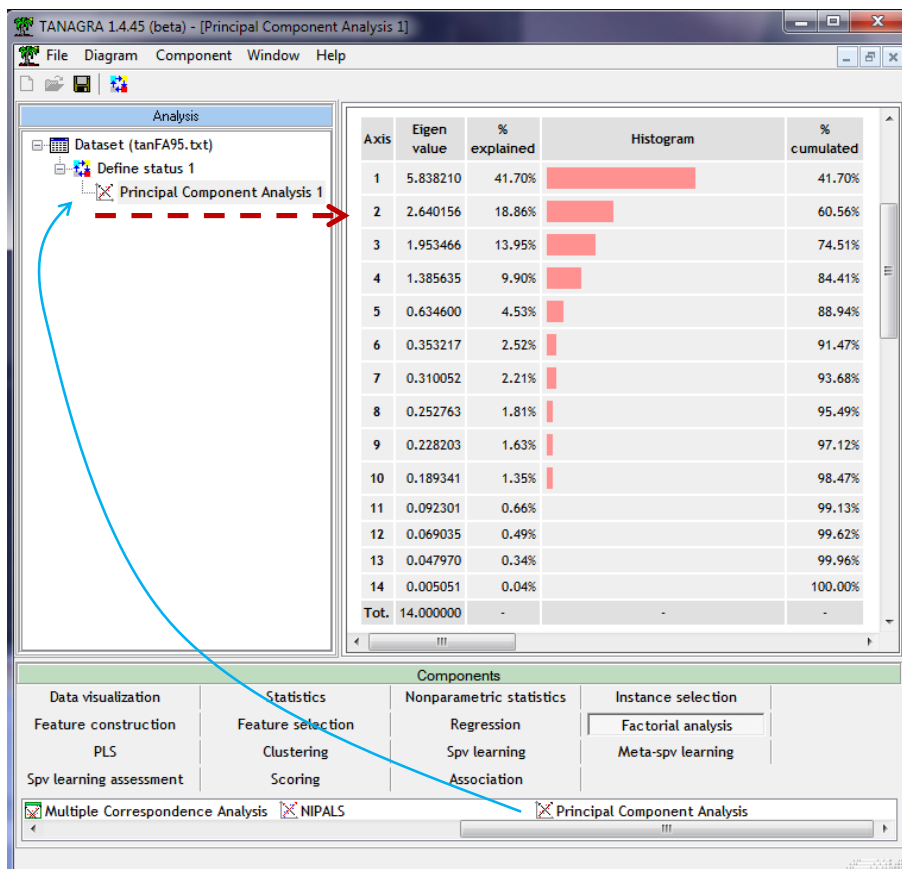 TANAGRA 1.4.45 (beta) - [Principal Component Analysis 1]
File Diagram Component Window Help
Analysis
Dataset (tanFA95.txt)
Define status 1
Principal Component Analysis 1
Axis Eigen value % explained Histogram % cumulated
1 5.838210 41.70% 41.70%
2 2.640156 18.86% 60.56%
3 1.953466 13.95% 74.51%
4 1.385635 9.90% 84.41%
5 0.634600 4.53% 88.94%
6 0.353217 2.52% 91.47%
7 0.310052 2.21% 93.68%
8 0.252763 1.81% 95.49%
9 0.228203 1.63% 97.12%
10 0.189341 1.35% 98.47%
11 0.092301 0.66% 99.13%
12 0.069035 0.49% 99.62%
13 0.047970 0.34% 99.96%
14 0.005051 0.04% 100.00%
Tot. 14.000000 - - -
Components
Data visualization Statistics Nonparametric statistics Instance selection
Feature construction Feature selection Regression Factorial analysis
PLS Clustering Spv learning Meta-spv learning
Spv learning assessment Scoring Association
Multiple Correspondence Analysis NIPALS Principal Component Analysis